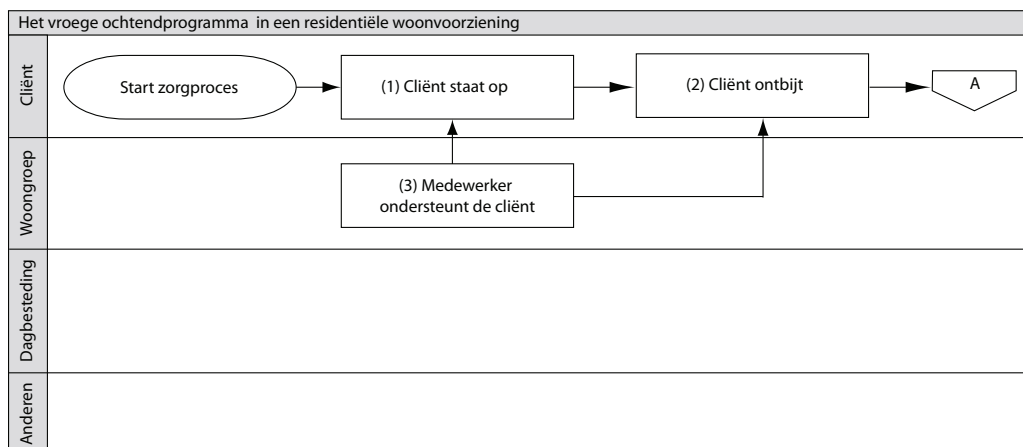 Het vroege ochtendprogramma in een residentiële woonvoorziening
Cliënt
Start zorgproces
(1) Cliënt staat op
(2) Cliënt ontbijt
A
Woongroep
(3) Medewerker
ondersteunt de cliënt
Dagbesteding
Anderen